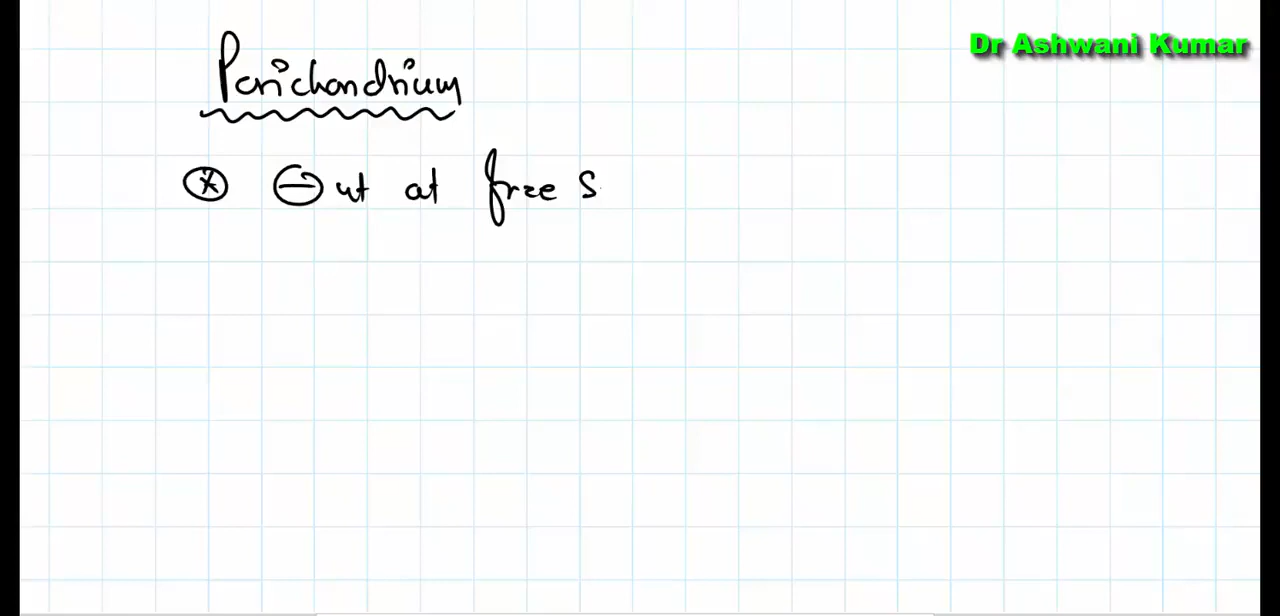 Dr Ashwani Kumar
Perichondrium
⊛ ⊖ut at free s